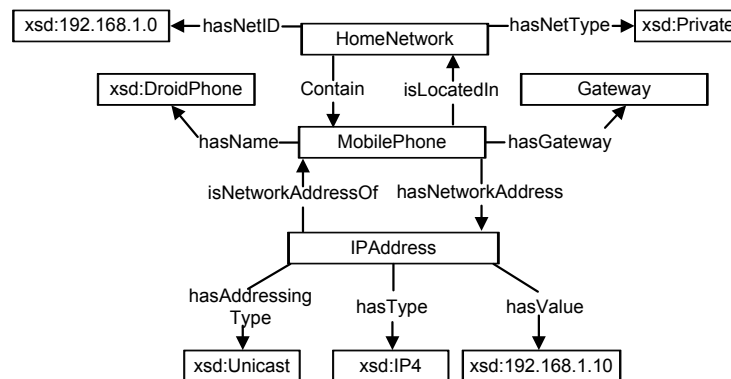 xsd:192.168.1.0
hasNetID
HomeNetwork
hasNetType
xsd:Private
xsd:DroidPhone
Contain
isLocatedIn
Gateway
hasName
MobilePhone
hasGateway
isNetworkAddressOf
hasNetworkAddress
IPAddress
hasAddressing
Type
hasType
hasValue
xsd:Unicast
xsd:IP4
xsd:192.168.1.10